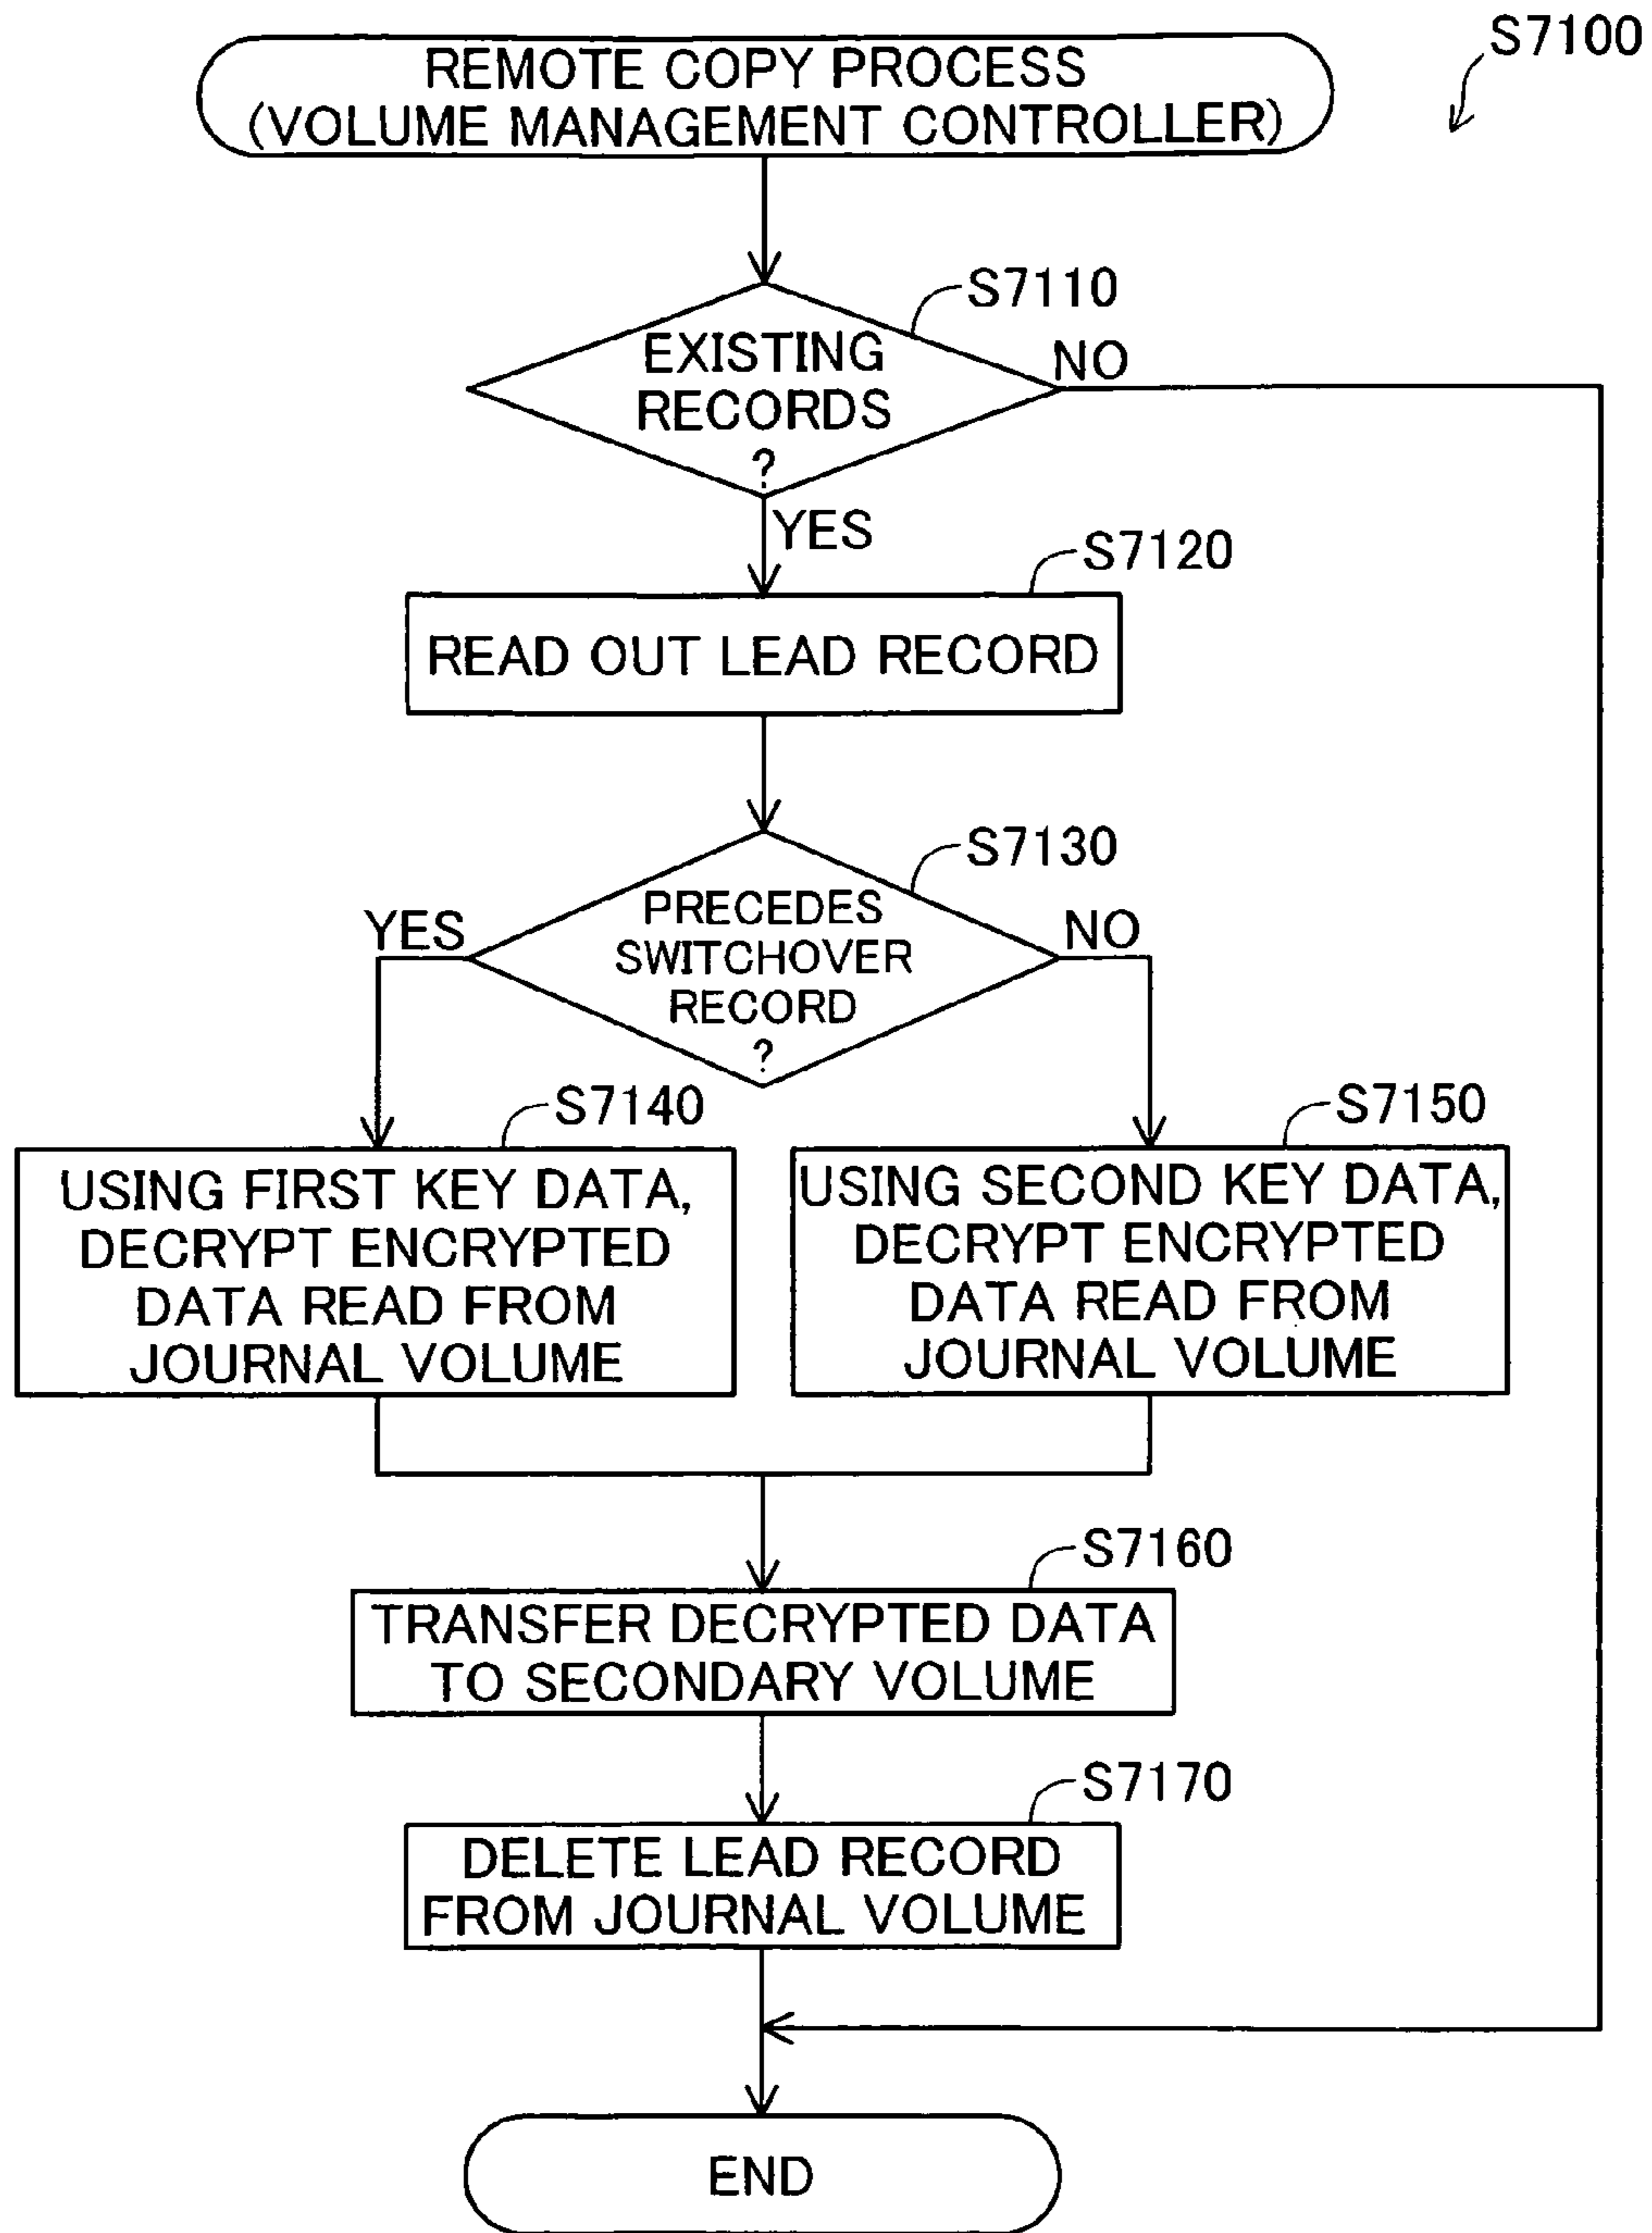 S7100
REMOTE COPY PROCESS
(VOLUME MANAGEMENT CONTROLLER)
S7110
EXISTING
RECORDS
?
NO
YES
S7120
READ OUT LEAD RECORD
S7130
PRECEDES
SWITCHOVER
RECORD
?
YES
NO
S7140
USING FIRST KEY DATA,
DECRYPT ENCRYPTED
DATA READ FROM
JOURNAL VOLUME
S7150
USING SECOND KEY DATA,
DECRYPT ENCRYPTED
DATA READ FROM
JOURNAL VOLUME
S7160
TRANSFER DECRYPTED DATA
TO SECONDARY VOLUME
S7170
DELETE LEAD RECORD
FROM JOURNAL VOLUME
END